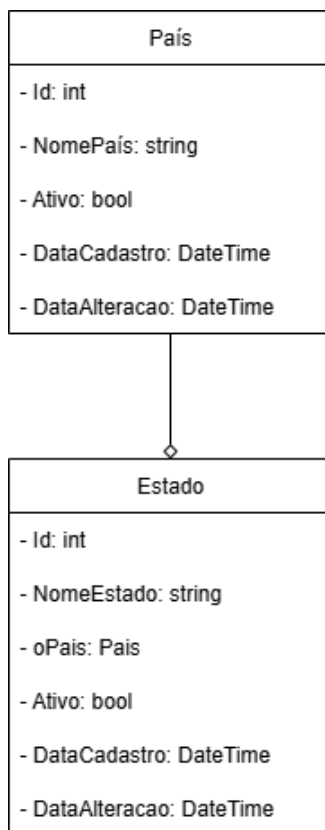 País
- Id: int
- NomePaís: string
- Ativo: bool
- DataCadastro: DateTime
- DataAlteracao: DateTime
Estado
- Id: int
- NomeEstado: string
- oPais: Pais
- Ativo: bool
- DataCadastro: DateTime
- DataAlteracao: DateTime